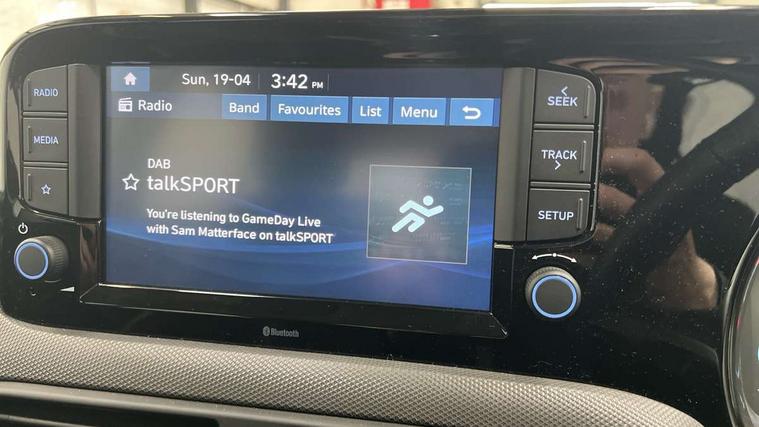 RADIO
MEDIA
Sun, 19-04 3:42 PM
Radio Band Favourites List Menu
DAB
talkSPORT
You're listening to GameDay Live
with Sam Matterface on talkSPORT
SEEK
TRACK
SETUP
Bluetooth